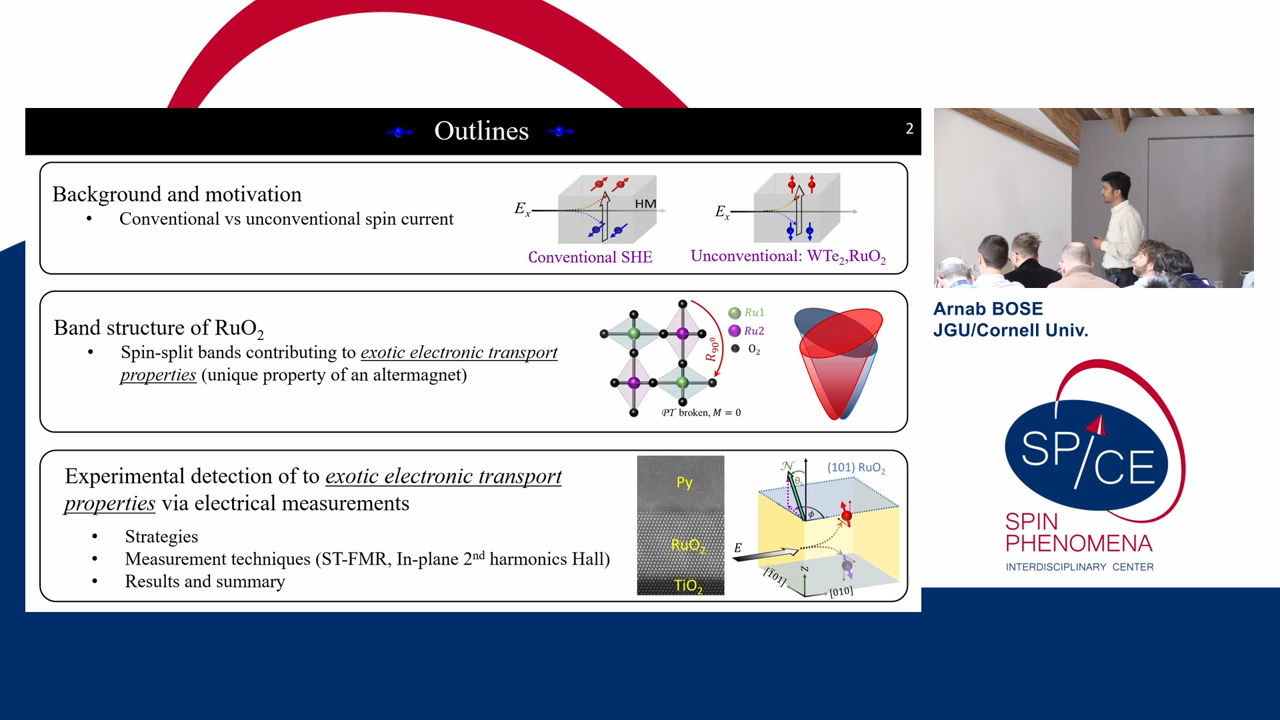 Outlines
2
Background and motivation
• Conventional vs unconventional spin current
Eₓ
HM
Conventional SHE
Eₓ
Unconventional: WTe₂,RuO₂
Band structure of RuO₂
• Spin-split bands contributing to exotic electronic transport
properties (unique property of an altermagnet)
Ru1
Ru2
O₂
R90⁰
𝒫𝒯 broken, M = 0
Experimental detection of to exotic electronic transport
properties via electrical measurements
• Strategies
• Measurement techniques (ST-FMR, In-plane 2ⁿᵈ harmonics Hall)
• Results and summary
Py
RuO₂
TiO₂
𝒩
(101) RuO₂
ϕ
E
Z
[1̅01]
[010]
Arnab BOSE
JGU/Cornell Univ.
SP/CE
SPIN
PHENOMENA
INTERDISCIPLINARY CENTER